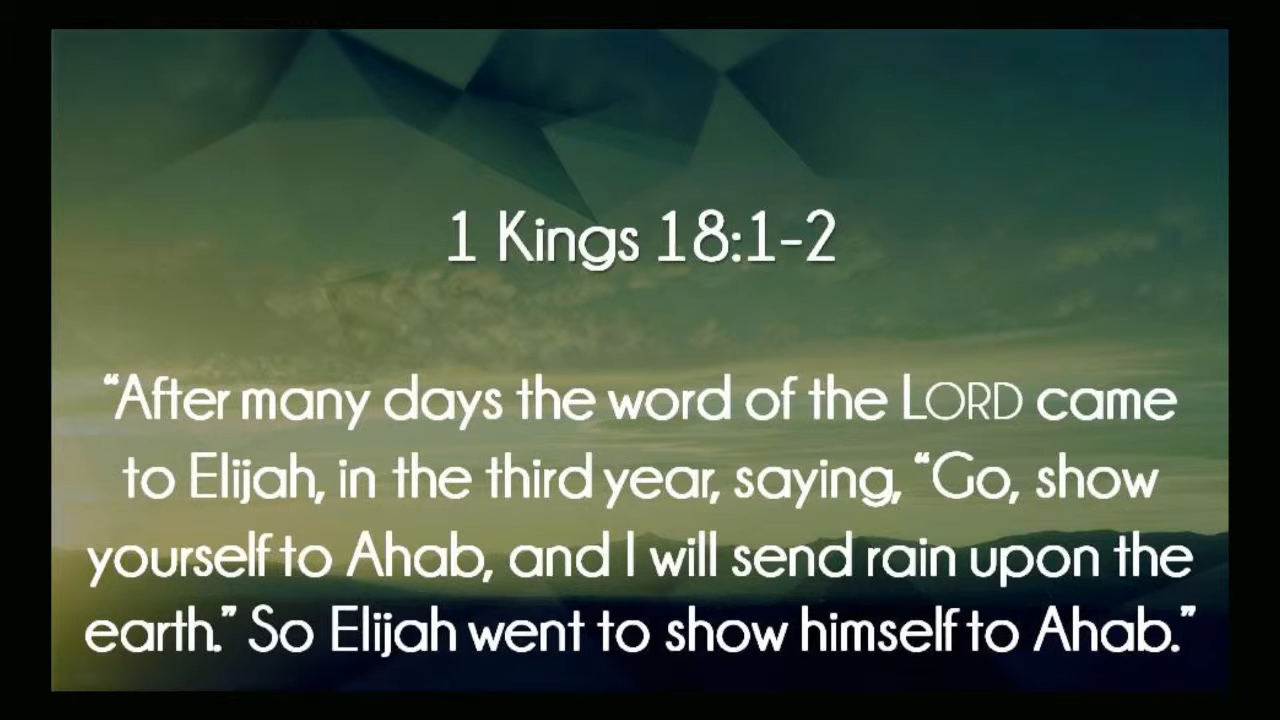 1 Kings 18:1-2
“After many days the word of the LORD came
to Elijah, in the third year, saying, “Go, show
yourself to Ahab, and I will send rain upon the
earth.” So Elijah went to show himself to Ahab.”